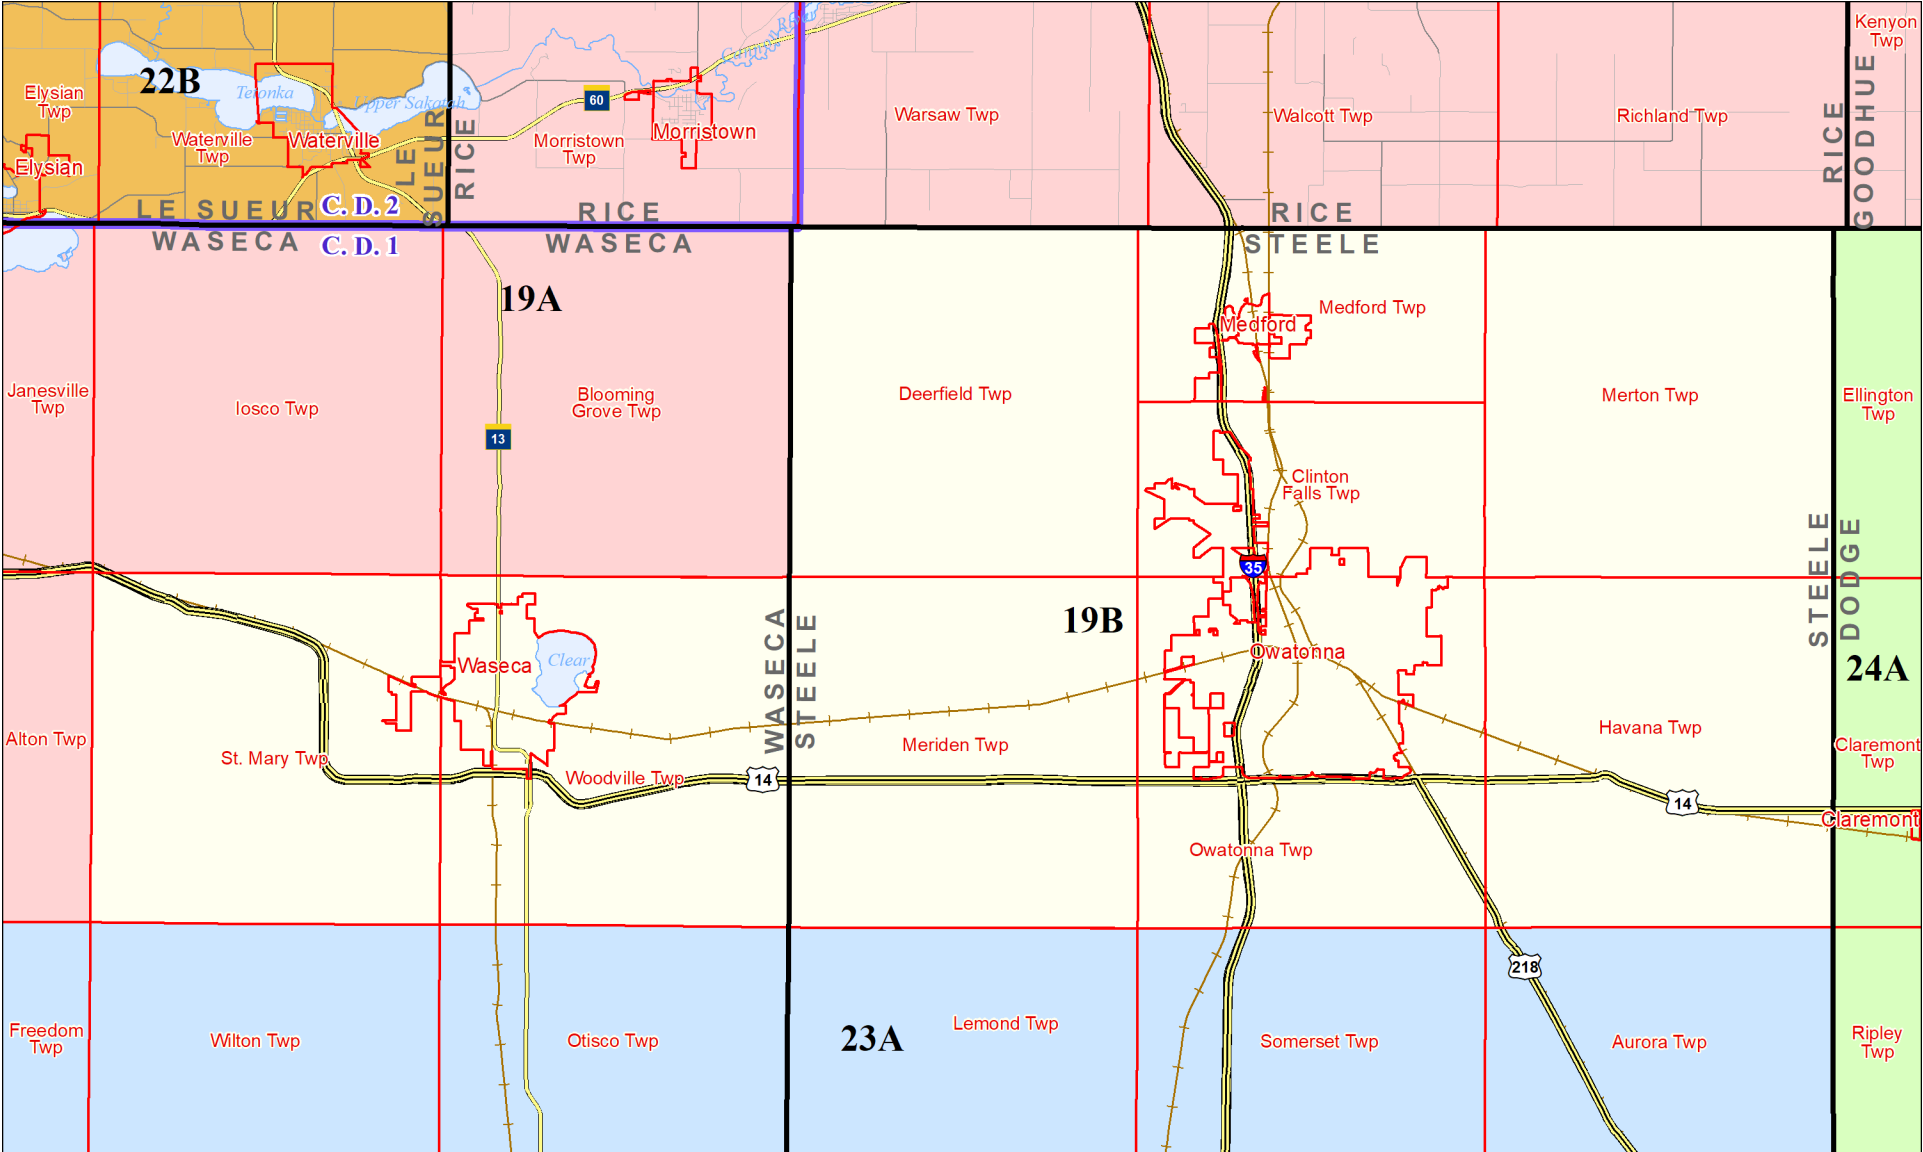 Kenyon
Twp
22B
Elysian
Twp
Teronka
Upper Sakatah
Cannon River
60
Waterville
Twp
Waterville
Morristown
Twp
Morristown
Warsaw Twp
Walcott Twp
Richland Twp
Elysian
LE
SUEUR
RICE
RICE
GOODHUE
LE SUEUR
C. D. 2
RICE
RICE
WASECA
C. D. 1
WASECA
STEELE
19A
Medford
Medford Twp
Janesville
Twp
Iosco Twp
Blooming
Grove Twp
Deerfield Twp
Merton Twp
Ellington
Twp
13
Clinton
Falls Twp
35
STEELE
DODGE
19B
WASECA
STEELE
Waseca
Clear
Owatonna
24A
Alton Twp
St. Mary Twp
Woodville Twp
14
Meriden Twp
Havana Twp
Claremont
Twp
14
Claremont
Owatonna Twp
218
Freedom
Twp
Wilton Twp
Otisco Twp
23A
Lemond Twp
Somerset Twp
Aurora Twp
Ripley
Twp